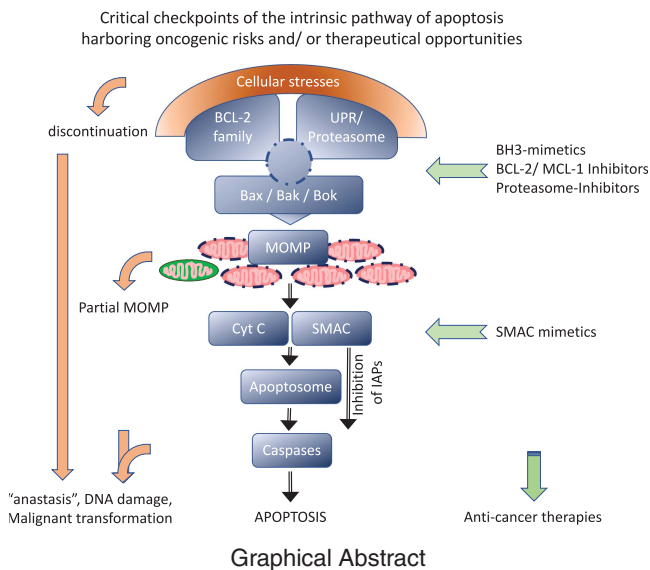 Critical checkpoints of the intrinsic pathway of apoptosis
harboring oncogenic risks and/ or therapeutical opportunities
Cellular stresses
BCL-2
family
UPR/
Proteasome
discontinuation
BH3-mimetics
BCL-2/ MCL-1 Inhibitors
Proteasome-Inhibitors
Bax / Bak / Bok
MOMP
Partial MOMP
Cyt C
SMAC
SMAC mimetics
Inhibition
of IAPs
Apoptosome
Caspases
"anastasis", DNA damage,
Malignant transformation
APOPTOSIS
Anti-cancer therapies
Graphical Abstract